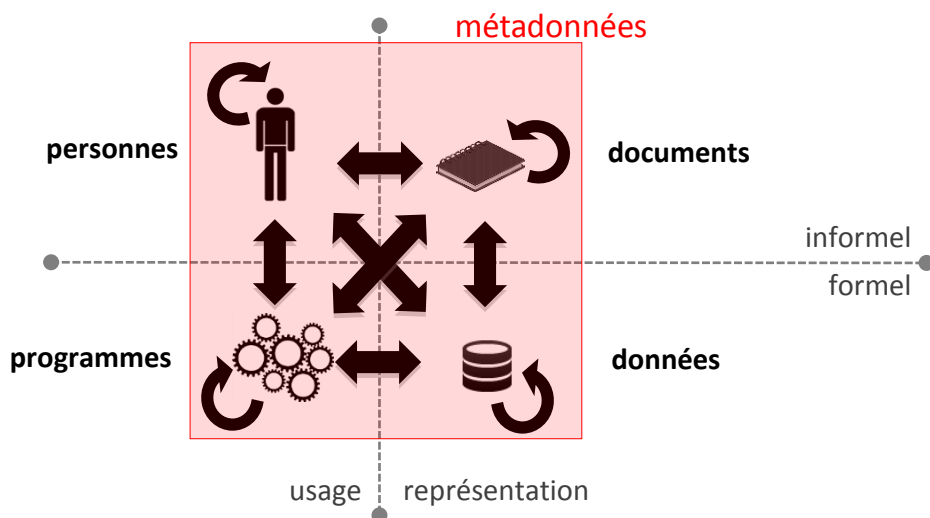 métadonnées
personnes
documents
informel
formel
programmes
données
usage
représentation